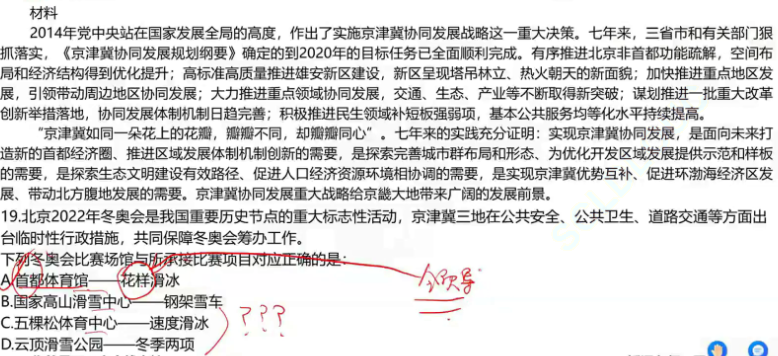 材料
2014年党中央站在国家发展全局的高度，作出了实施京津冀协同发展战略这一重大决策。七年来，三省市和有关部门狠
抓落实，《京津冀协同发展规划纲要》确定的到2020年的目标任务已全面顺利完成。有序推进北京非首都功能疏解，空间布
局和经济结构得到优化提升；高标准高质量推进雄安新区建设，新区呈现塔吊林立、热火朝天的新面貌；加快推进重点地区发
展，引领带动周边地区协同发展；大力推进重点领域协同发展，交通、生态、产业等不断取得新突破；谋划推进一批重大改革
创新举措落地，协同发展体制机制日趋完善；积极推进民生领域补短板强弱项，基本公共服务均等化水平持续提高。
“京津冀如同一朵花上的花瓣，瓣瓣不同，却瓣瓣同心”。七年来的实践充分证明：实现京津冀协同发展，是面向未来打
造新的首都经济圈、推进区域发展体制机制创新的需要，是探索完善城市群布局和形态、为优化开发区域发展提供示范和样板
的需要，是探索生态文明建设有效路径、促进人口经济资源环境相协调的需要，是实现京津冀优势互补、促进环渤海经济区发
展、带动北方腹地发展的需要。京津冀协同发展重大战略给京畿大地带来广阔的发展前景。
19.北京2022年冬奥会是我国重要历史节点的重大标志性活动，京津冀三地在公共安全、公共卫生、道路交通等方面出
台临时性行政措施，共同保障冬奥会筹办工作。
下列冬奥会比赛场馆与所承接比赛项目对应正确的是：
A.首都体育馆——花样滑冰
B.国家高山滑雪中心——钢架雪车
C.五棵松体育中心——速度滑冰
D.云顶滑雪公园——冬季两项
???